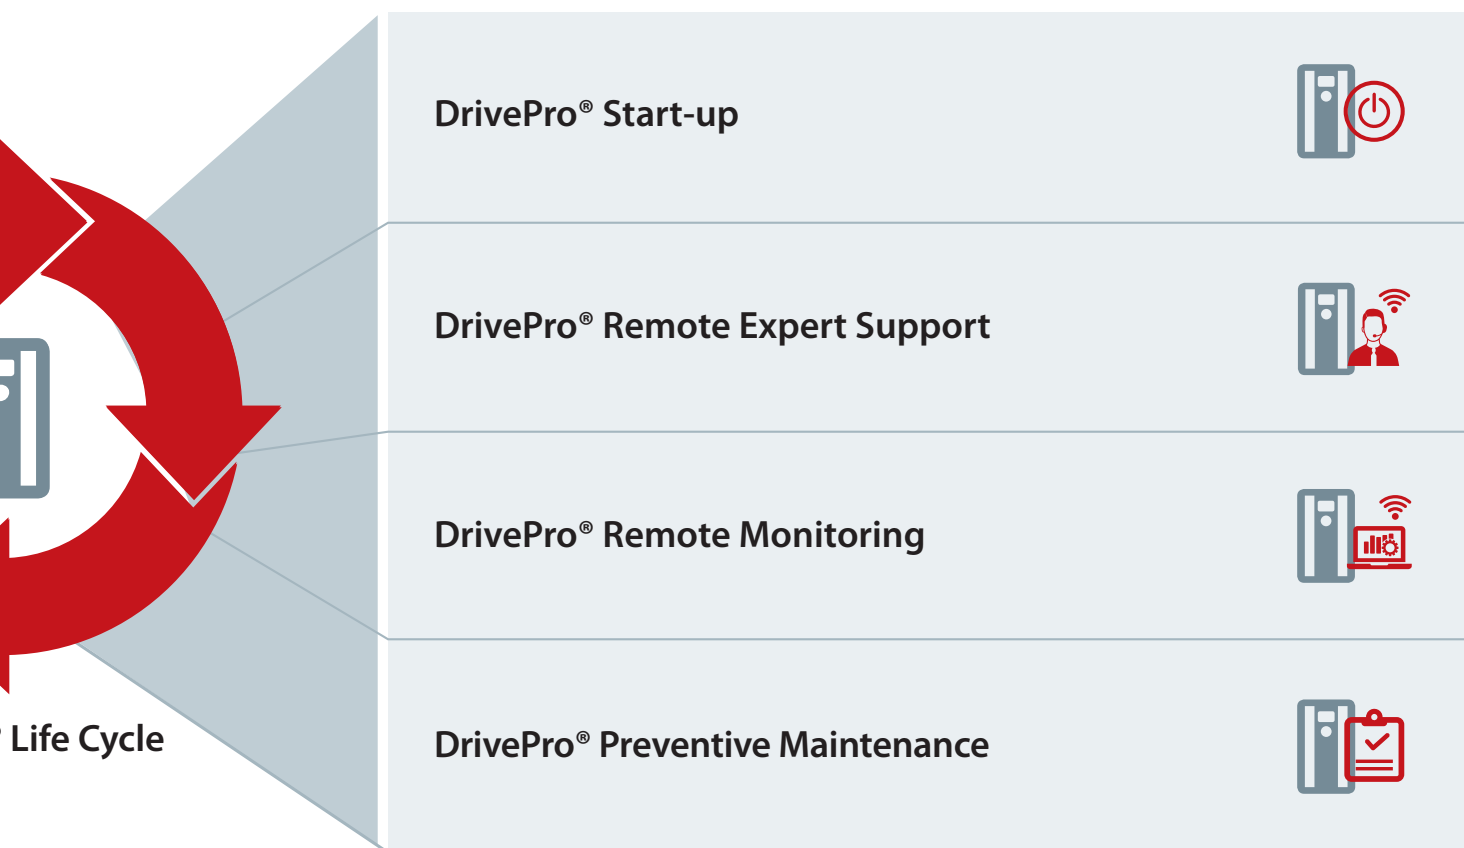 DrivePro® Start-up
DrivePro® Remote Expert Support
DrivePro® Remote Monitoring
® Life Cycle
DrivePro® Preventive Maintenance